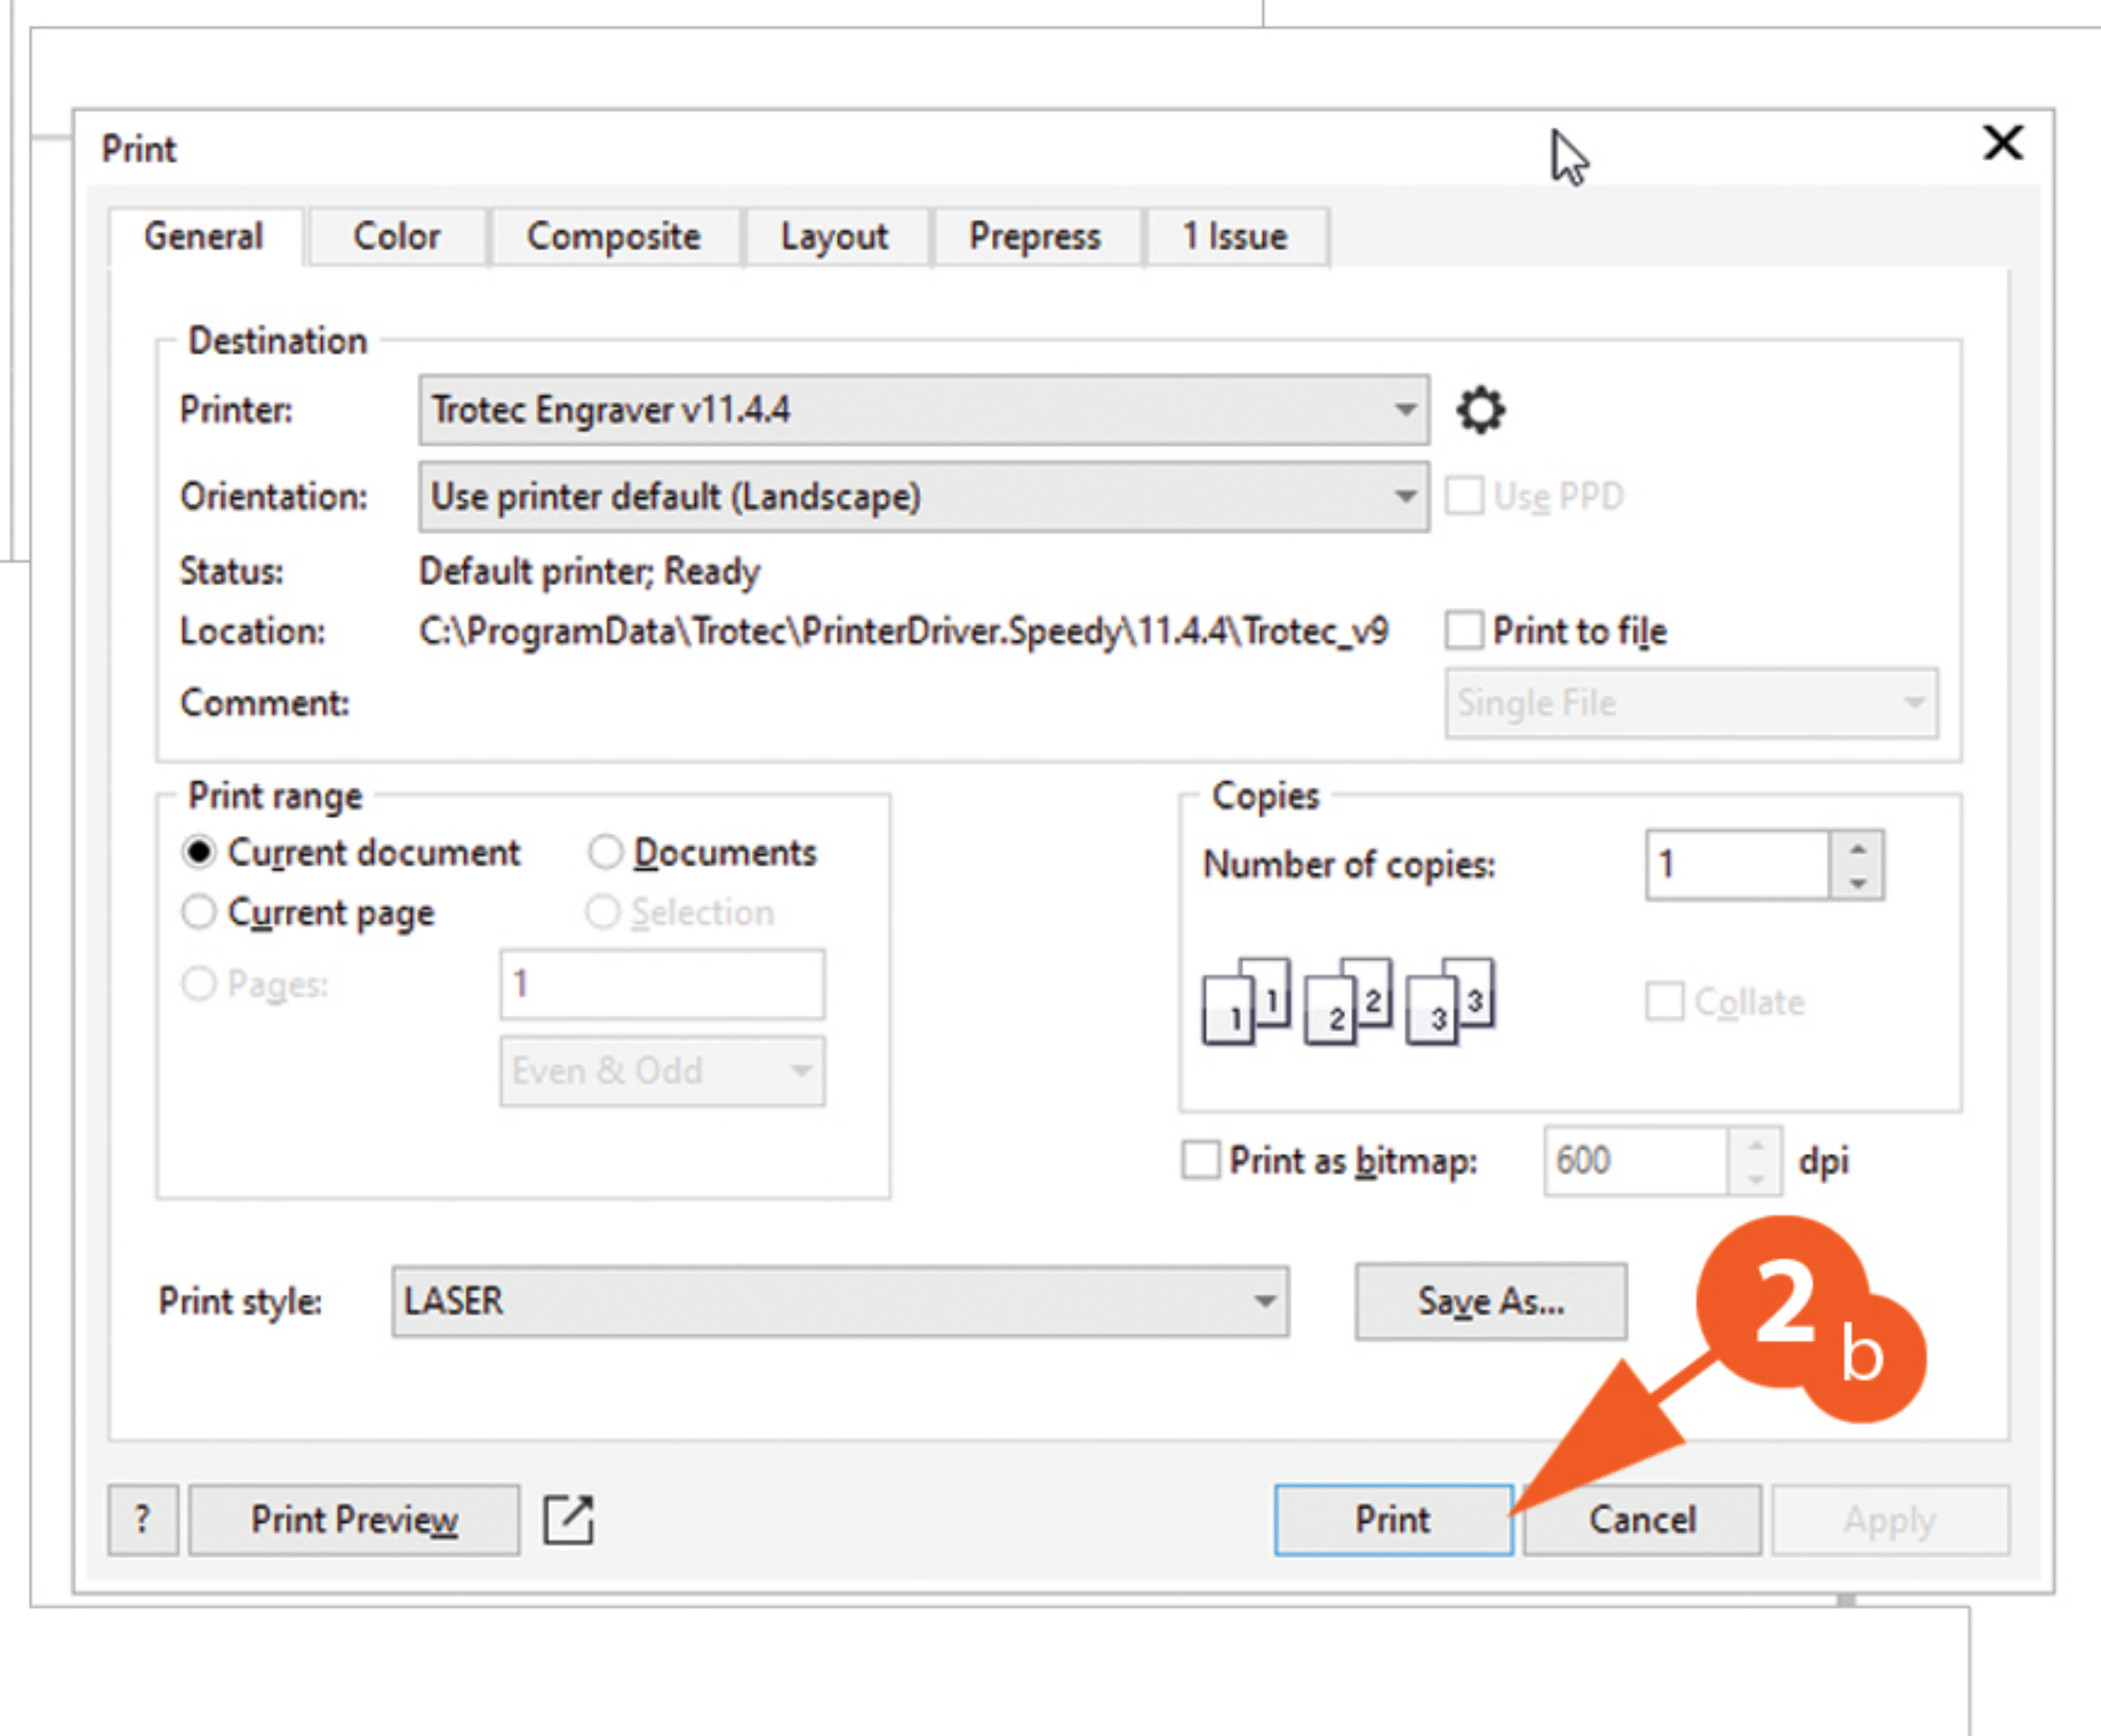 Print
General Color Composite Layout Prepress 1 Issue
Destination
Printer: Trotec Engraver v11.4.4
Orientation: Use printer default (Landscape) Use PPD
Status: Default printer; Ready
Location: C:\ProgramData\Trotec\PrinterDriver.Speedy\11.4.4\Trotec_v9 Print to file
Comment: Single File
Print range
Current document Documents
Current page Selection
Pages: 1
Even & Odd
Copies
Number of copies: 1
1 1 2 2 3 3 Collate
Print as bitmap: 600 dpi
Print style: LASER Save As...
2 b
? Print Preview Print Cancel Apply